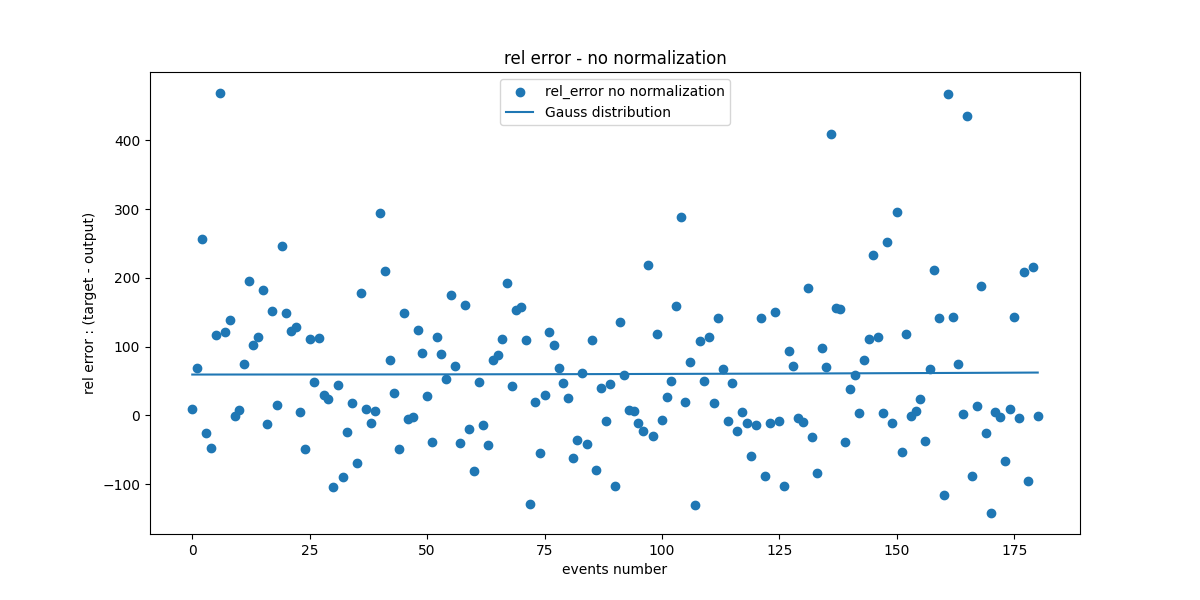 rel error - no normalization
rel_error no normalization
Gauss distribution
rel error : (target - output)
400
300
200
100
0
−100
0
25
50
75
100
125
150
175
events number